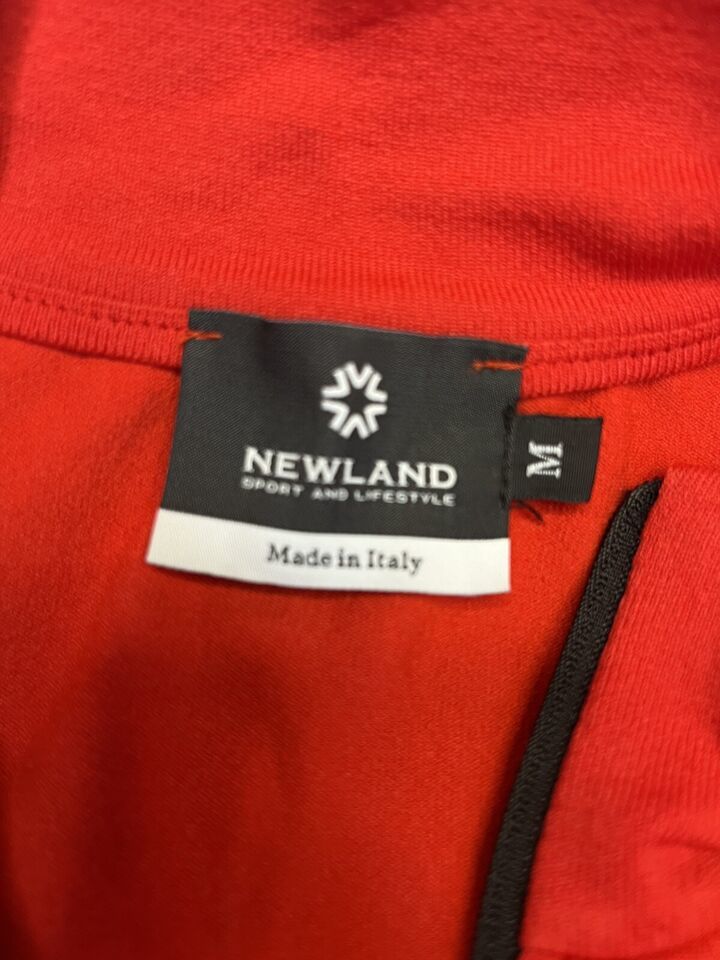 NEWLAND
SPORT AND LIFESTYLE
Made in Italy
M